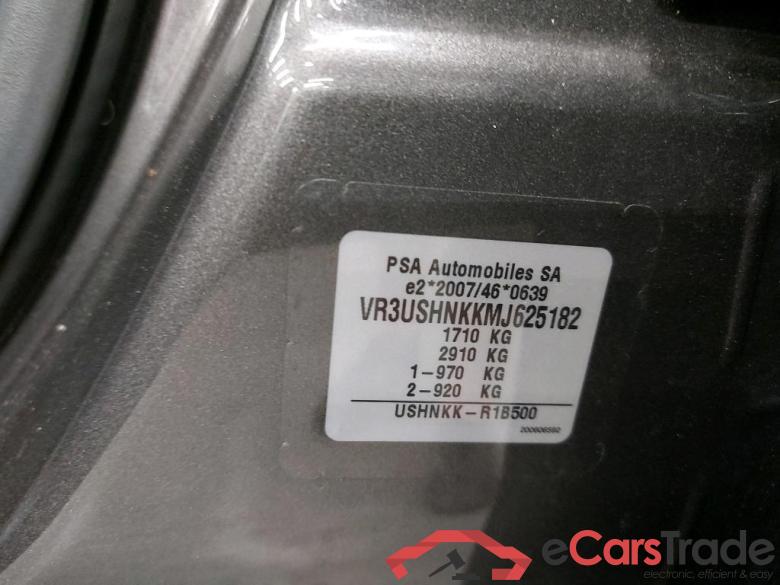 PSA Automobiles SA
e2*2007/46*0639
VR3USHNKKMJ625182
1710 KG
2910 KG
1-970 KG
2-920 KG
USHNKK-R1B500
200606592
eCarsTrade
electronic, efficient & easy